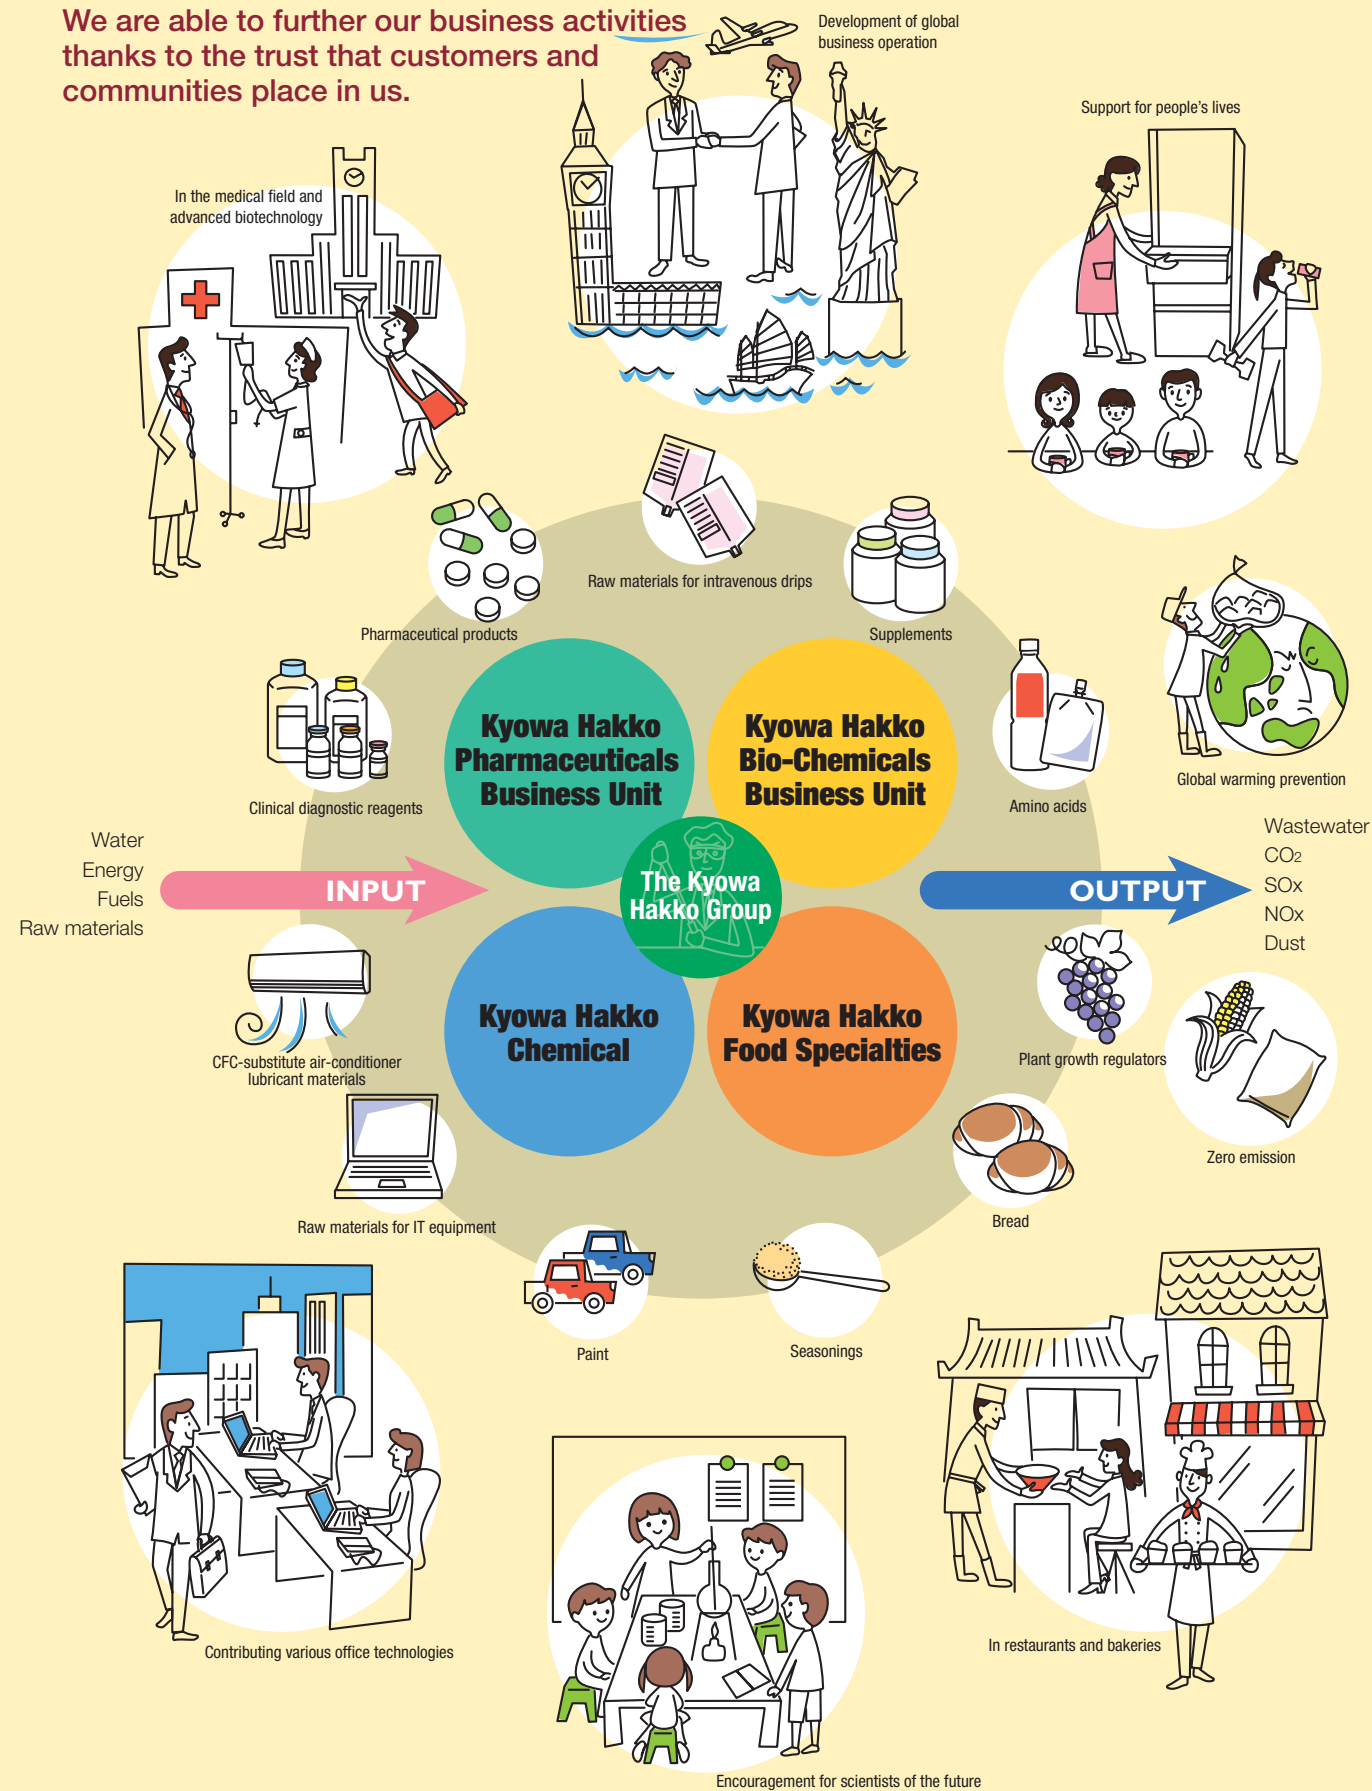 We are able to further our business activities
thanks to the trust that customers and
communities place in us.
Development of global
business operation
Support for people's lives
In the medical field and
advanced biotechnology
Raw materials for intravenous drips
Pharmaceutical products
Supplements
Kyowa Hakko
Pharmaceuticals
Business Unit
Kyowa Hakko
Bio-Chemicals
Business Unit
Global warming prevention
Clinical diagnostic reagents
Amino acids
Water
Energy
Fuels
Raw materials
INPUT
The Kyowa
Hakko Group
OUTPUT
Wastewater
CO2
SOx
NOx
Dust
Kyowa Hakko
Chemical
Kyowa Hakko
Food Specialties
CFC-substitute air-conditioner
lubricant materials
Plant growth regulators
Zero emission
Raw materials for IT equipment
Bread
Paint
Seasonings
Contributing various office technologies
In restaurants and bakeries
Encouragement for scientists of the future